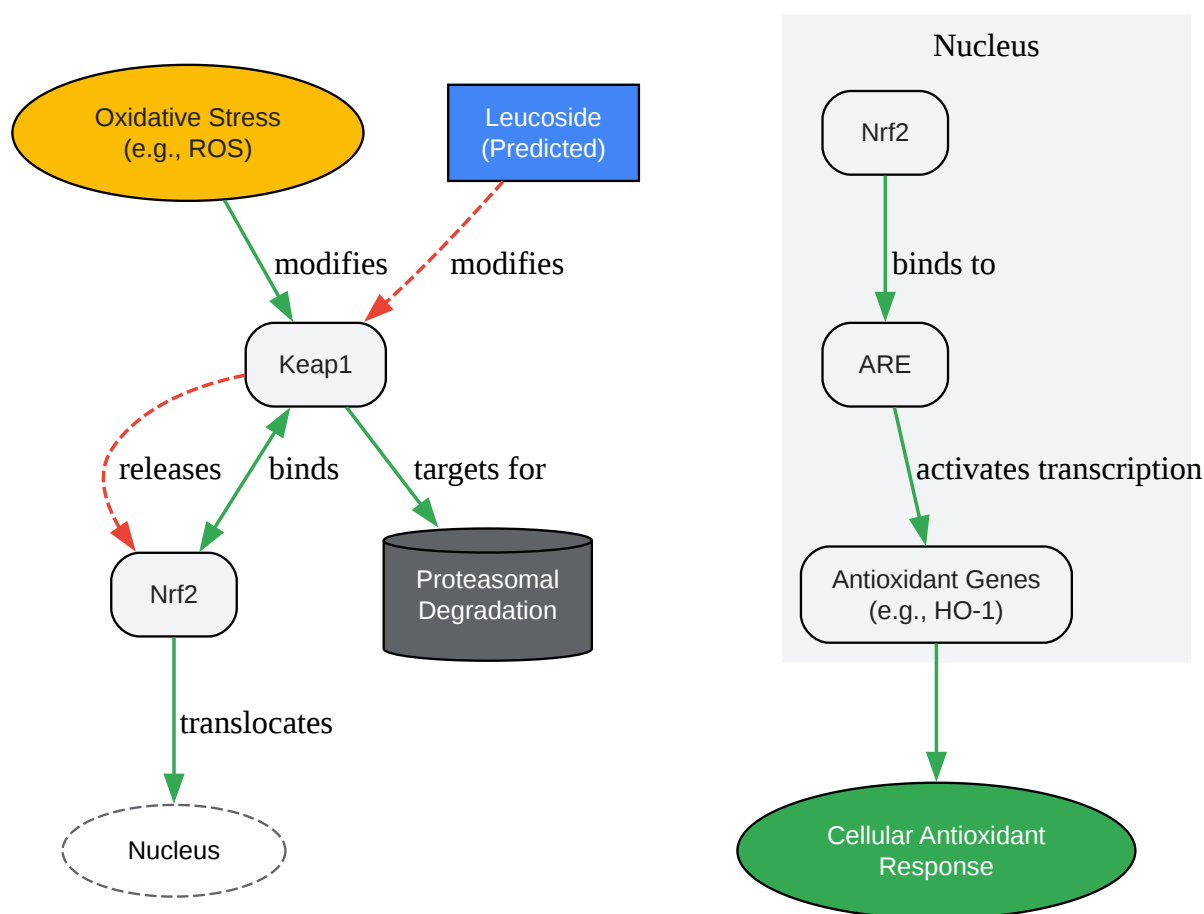 Oxidative Stress
(e.g., ROS)
Leucoside
(Predicted)
modifies
modifies
Keap1
releases
binds
targets for
Nrf2
Proteasomal
Degradation
translocates
Nucleus
Nucleus
Nrf2
binds to
ARE
activates transcription
Antioxidant Genes
(e.g., HO-1)
Cellular Antioxidant
Response